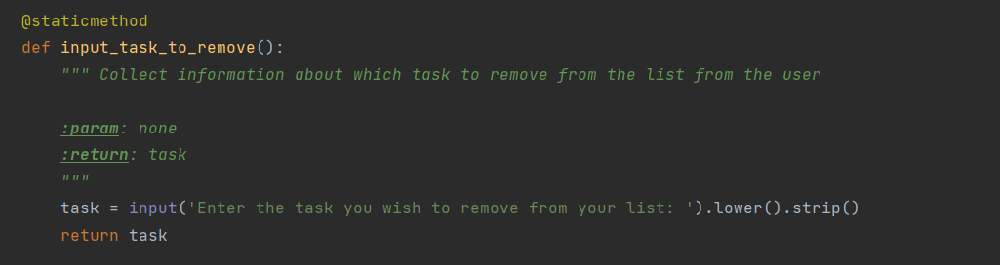 @staticmethod
def input_task_to_remove():
    """ Collect information about which task to remove from the list from the user
    :param: none
    :return: task
    """
    task = input('Enter the task you wish to remove from your list: ').lower().strip()
    return task